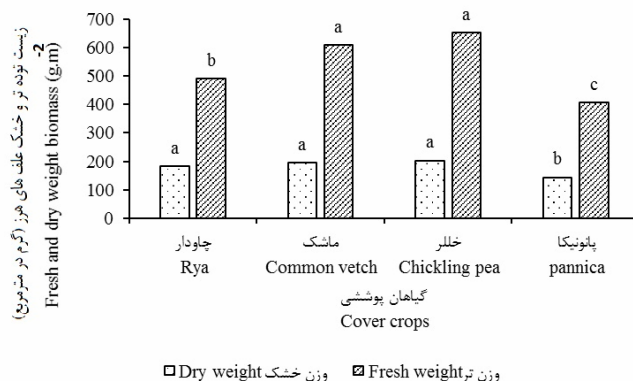 زیست توده تر و خشک علف های هرز (گرم در مترمربع)
Fresh and dry weight biomass (g.m-2)
700
600
500
400
300
200
100
0
a b
a a
a a
b c
چاودار
ماشک
خللر
پانونیکا
Rya
Common vetch
Chickling pea
pannica
گیاهان پوششی
Cover crops
Dry weight وزن خشک
Fresh weight وزن تر